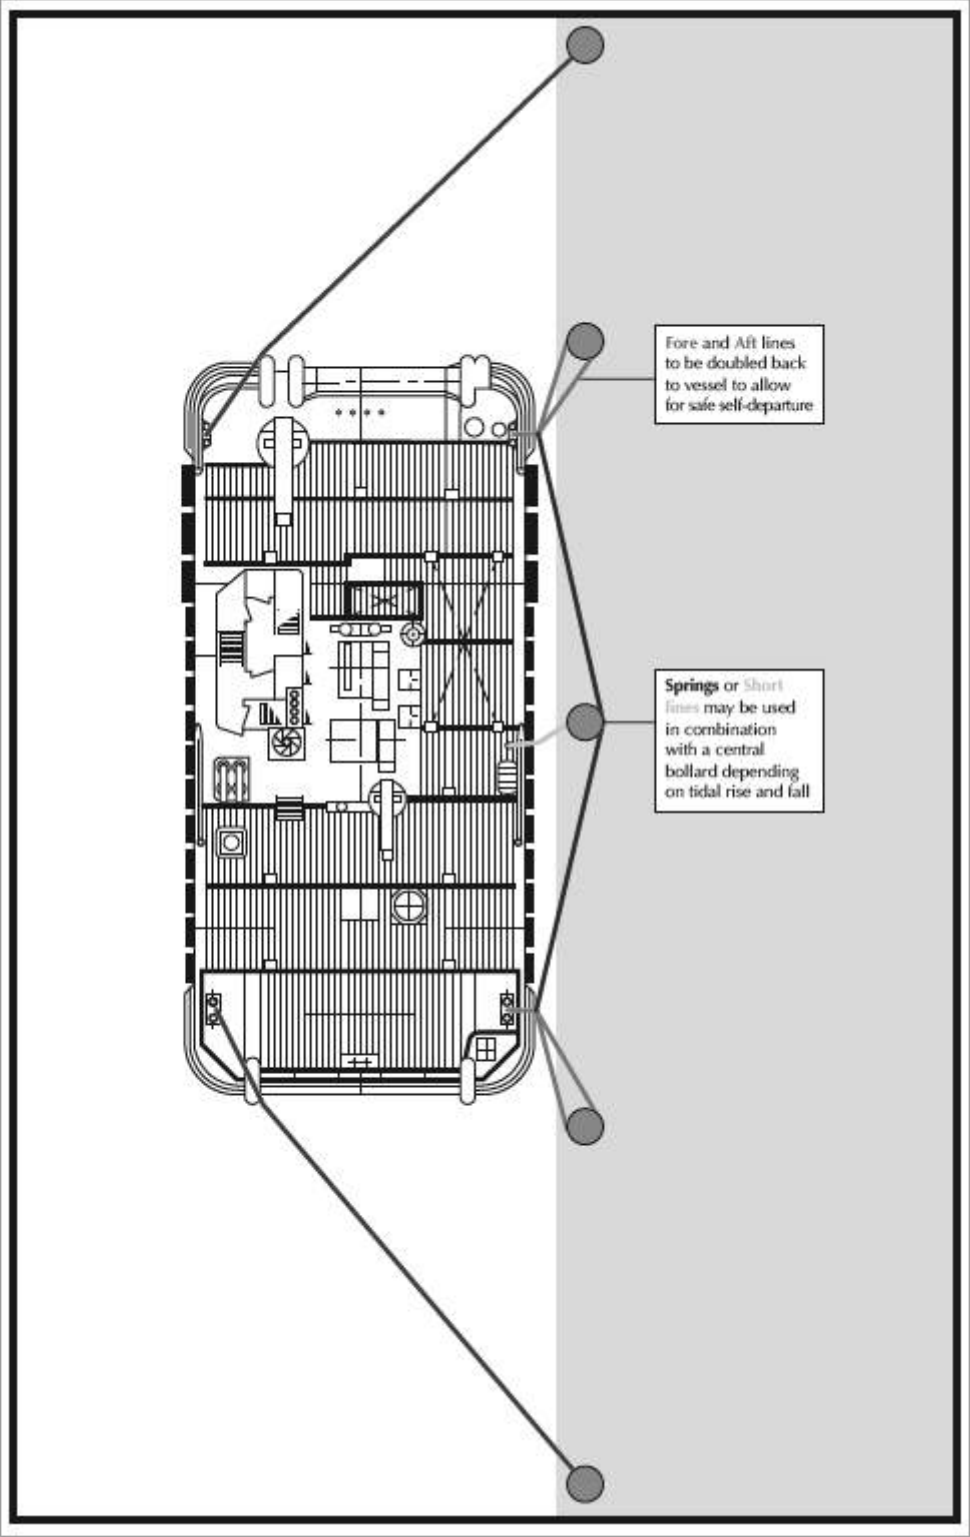 Fore and Aft lines
to be doubled back
to vessel to allow
for safe self-departure
Springs or Short
lines may be used
in combination
with a central
bollard depending
on tidal rise and fall